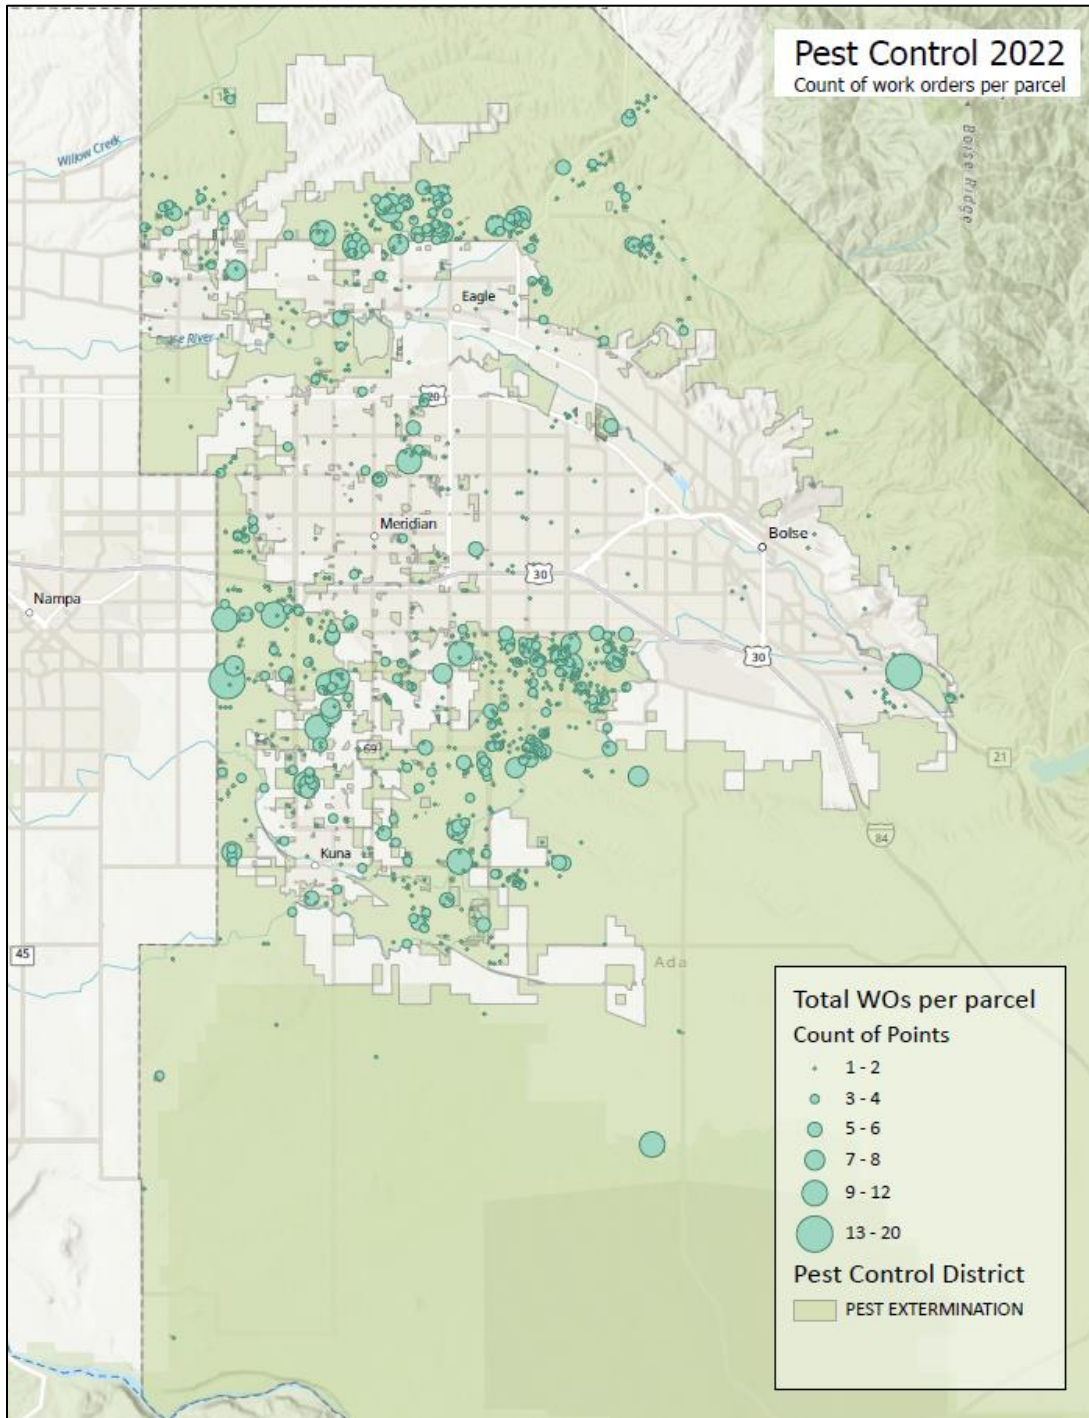 Pest Control 2022
Count of work orders per parcel
Boise Ridge
Willow Creek
Eagle
River
20
Meridian
Boise
30
Nampa
30
69
21
84
Kuna
45
Ada
Total WOs per parcel
Count of Points
1 - 2
3 - 4
5 - 6
7 - 8
9 - 12
13 - 20
Pest Control District
PEST EXTERMINATION